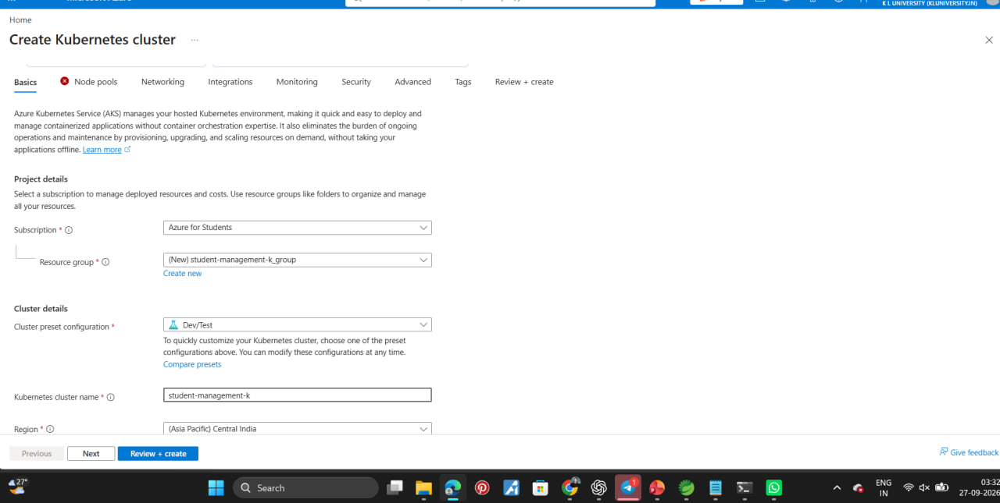 K L UNIVERSITY (KLUNIVERSITY.IN)
Home
Create Kubernetes cluster ...
Basics Node pools Networking Integrations Monitoring Security Advanced Tags Review + create
Azure Kubernetes Service (AKS) manages your hosted Kubernetes environment, making it quick and easy to deploy and
manage containerized applications without container orchestration expertise. It also eliminates the burden of ongoing
operations and maintenance by provisioning, upgrading, and scaling resources on demand, without taking your
applications offline. Learn more
Project details
Select a subscription to manage deployed resources and costs. Use resource groups like folders to organize and manage
all your resources.
Subscription * Azure for Students
Resource group * (New) student-management-k_group
Create new
Cluster details
Cluster preset configuration * Dev/Test
To quickly customize your Kubernetes cluster, choose one of the preset
configurations above. You can modify these configurations at any time.
Compare presets
Kubernetes cluster name * student-management-k
Region * (Asia Pacific) Central India
Previous Next Review + create Give feedback
27° Search 1 1 ENG 03:32
IN 27-09-2026